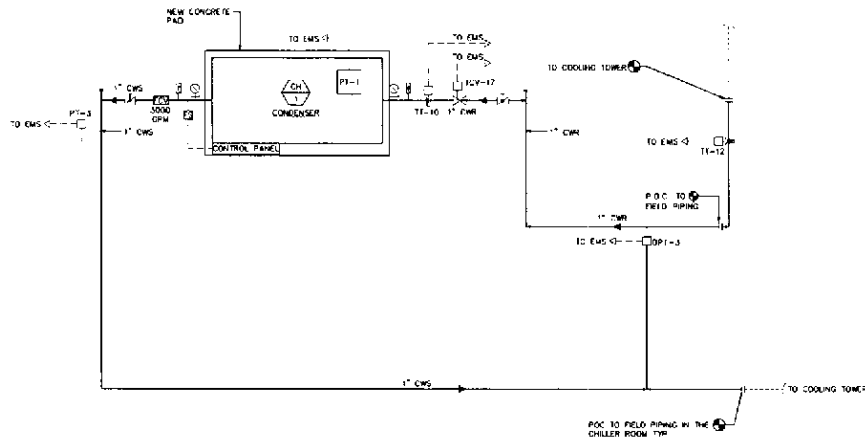 NEW CONCRETE
PAD
TO EMS
TO EMS
TO EMS
TO COOLING TOWER
1" CWS
CH
1
PT-1
TCV-17
PT-3
3000
GPM
CONDENSER
TT-10
1" CWR
TO EMS
1" CWS
FS
1" CWR
TO EMS
TT-12
CONTROL PANEL
P.O.C. TO
FIELD PIPING
1" CWR
TO EMS
DPT-3
1" CWS
TO COOLING TOWER
POC TO FIELD PIPING IN THE
CHILLER ROOM TYP